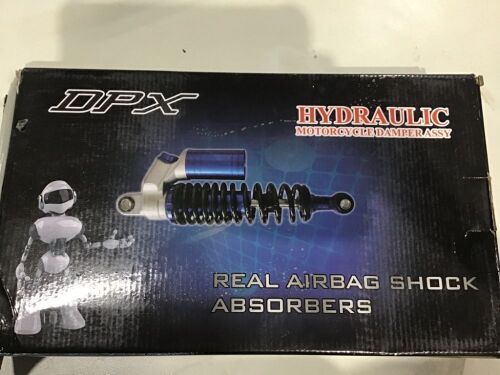 DPX
HYDRAULIC
MOTORCYCLE DAMPER ASSY
REAL AIRBAG SHOCK
ABSORBERS